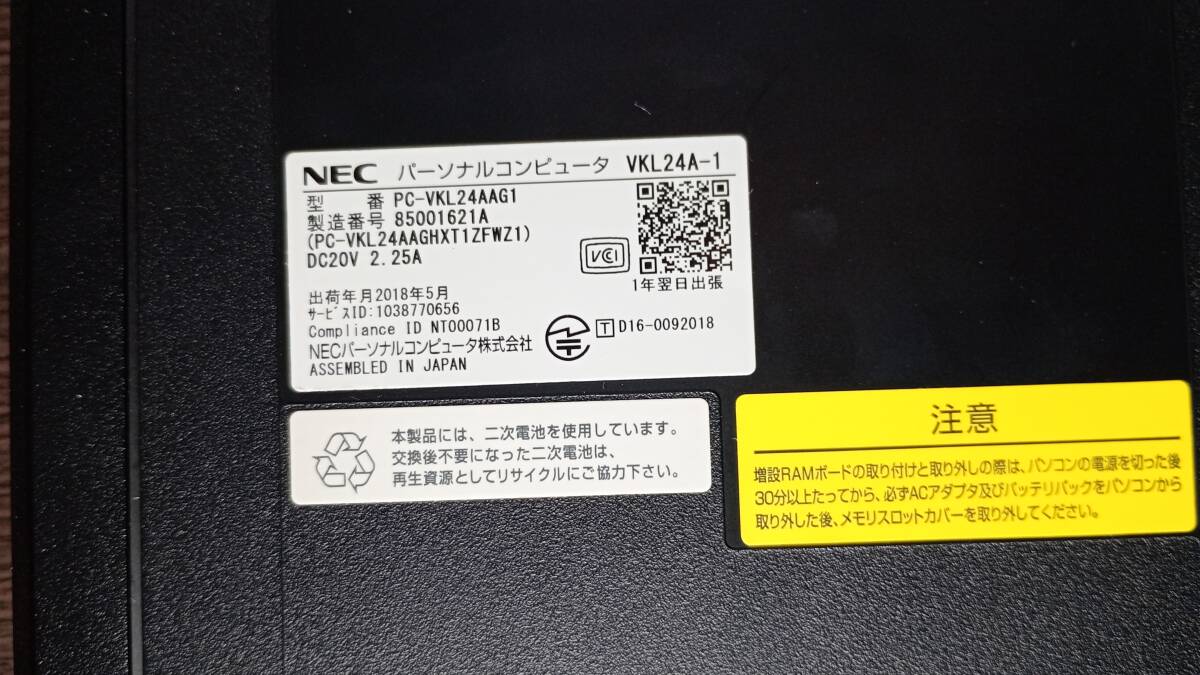 NEC パーソナルコンピュータ VKL24A-1
型 番 PC-VKL24AAG1
製造番号 85001621A
(PC-VKL24AAGHXT1ZFWZ1)
DC20V 2.25A
VCI
1年翌日出張
出荷年月2018年5月
サービスID:1038770656
Compliance ID NT00071B
NECパーソナルコンピュータ株式会社
T D16-0092018
ASSEMBLED IN JAPAN
本製品には、二次電池を使用しています。
交換後不要になった二次電池は、
再生資源としてリサイクルにご協力下さい。
注意
増設RAMボードの取り付けと取り外しの際は、パソコンの電源を切った後
30分以上たってから、必ずACアダプタ及びバッテリパックをパソコンから
取り外した後、メモリスロットカバーを取り外してください。